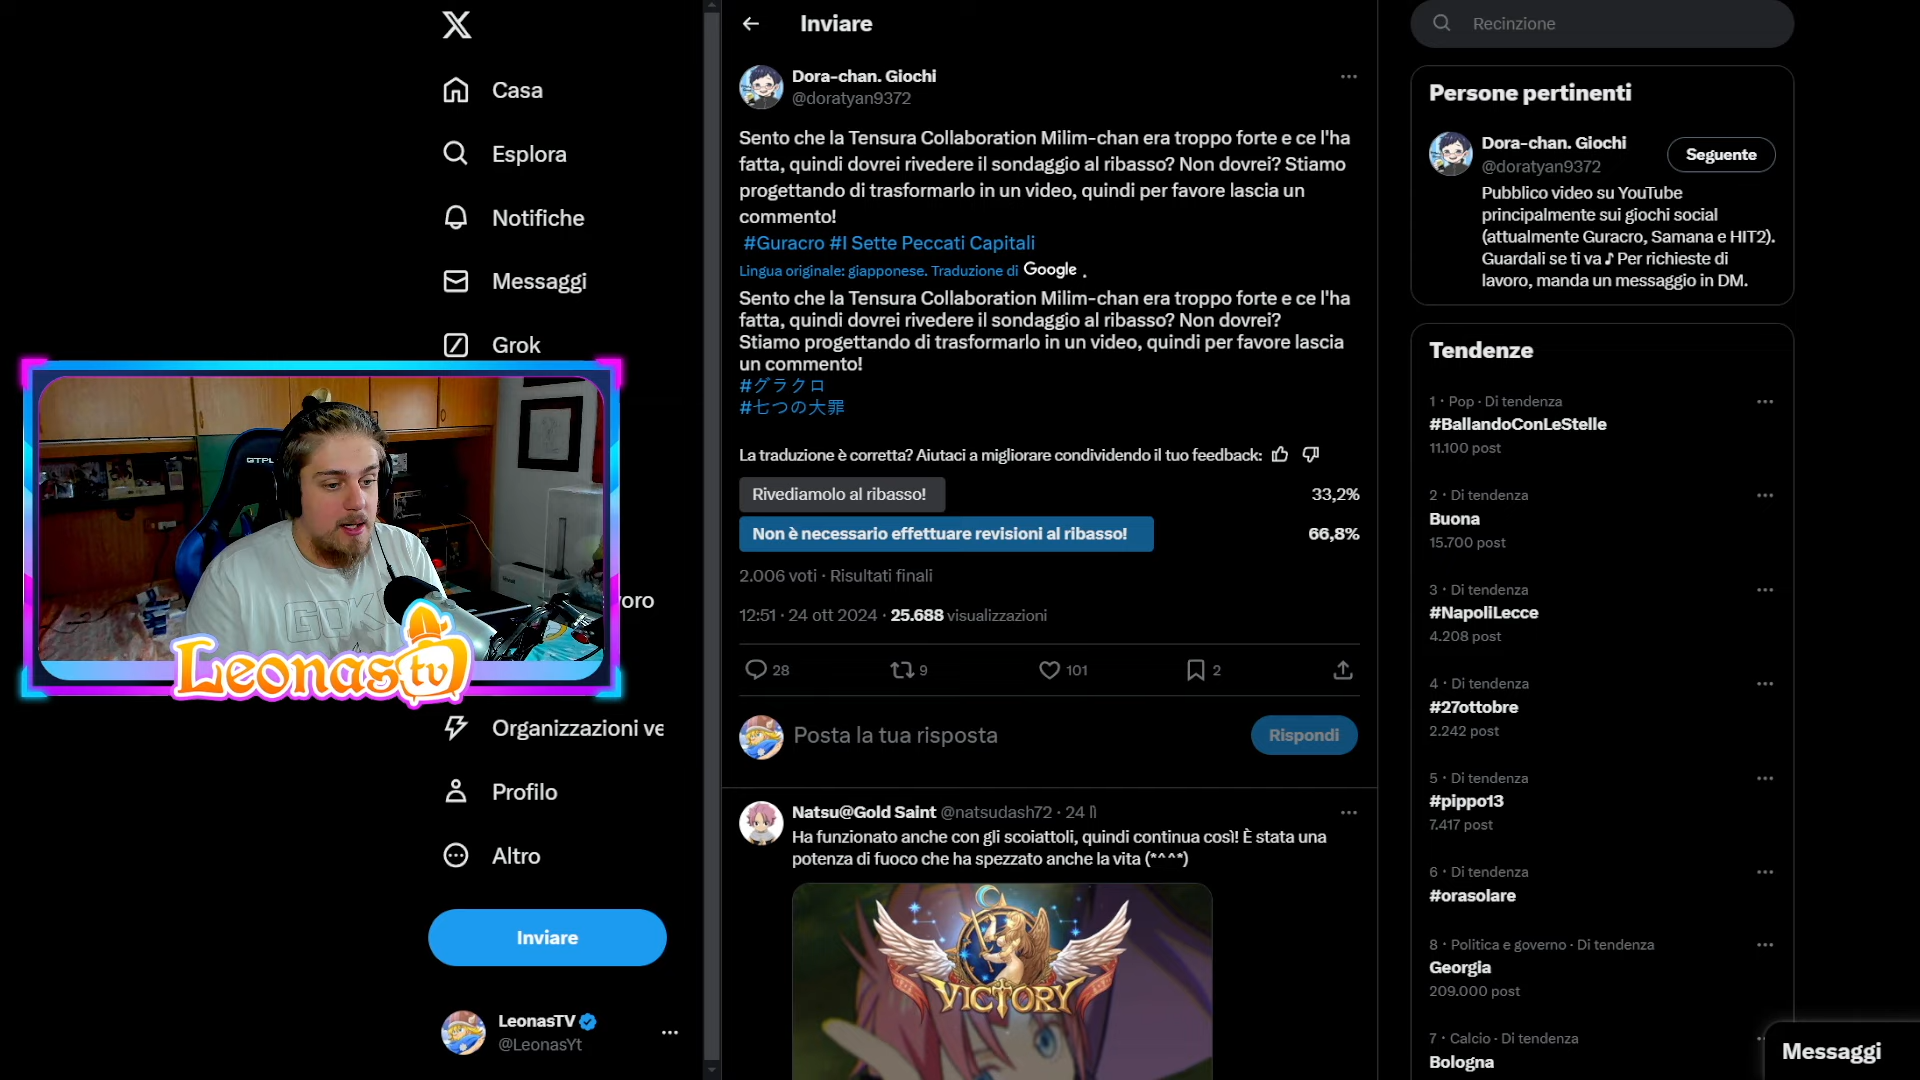 Casa
Esplora
Notifiche
Messaggi
Grok
voro
Organizzazioni ve
Profilo
Altro
Inviare
LeonasTV
@LeonasYt
GTPL
GOKU
Leonas tv
Inviare
Dora-chan. Giochi
@doratyan9372
Sento che la Tensura Collaboration Milim-chan era troppo forte e ce l'ha
fatta, quindi dovrei rivedere il sondaggio al ribasso? Non dovrei? Stiamo
progettando di trasformarlo in un video, quindi per favore lascia un
commento!
#Guracro #I Sette Peccati Capitali
Lingua originale: giapponese. Traduzione di Google .
Sento che la Tensura Collaboration Milim-chan era troppo forte e ce l'ha
fatta, quindi dovrei rivedere il sondaggio al ribasso? Non dovrei?
Stiamo progettando di trasformarlo in un video, quindi per favore lascia
un commento!
#グラクロ
#七つの大罪
La traduzione è corretta? Aiutaci a migliorare condividendo il tuo feedback:
Rivediamolo al ribasso! 33,2%
Non è necessario effettuare revisioni al ribasso! 66,8%
2.006 voti · Risultati finali
12:51 · 24 ott 2024 · 25.688 visualizzazioni
28 9 101 2
Posta la tua risposta
Rispondi
Natsu@Gold Saint @natsudash72 · 24 lì
Ha funzionato anche con gli scoiattoli, quindi continua così! È stata una
potenza di fuoco che ha spezzato anche la vita (*^^*)
VICTORY
Recinzione
Persone pertinenti
Dora-chan. Giochi
@doratyan9372
Seguente
Pubblico video su YouTube
principalmente sui giochi social
(attualmente Guracro, Samana e HIT2).
Guardali se ti va♪ Per richieste di
lavoro, manda un messaggio in DM.
Tendenze
1 · Pop · Di tendenza
#BallandoConLeStelle
11.100 post
2 · Di tendenza
Buona
15.700 post
3 · Di tendenza
#NapoliLecce
4.208 post
4 · Di tendenza
#27ottobre
2.242 post
5 · Di tendenza
#pippo13
7.417 post
6 · Di tendenza
#orasolare
8 · Politica e governo · Di tendenza
Georgia
209.000 post
7 · Calcio · Di tendenza
Bologna
Messaggi